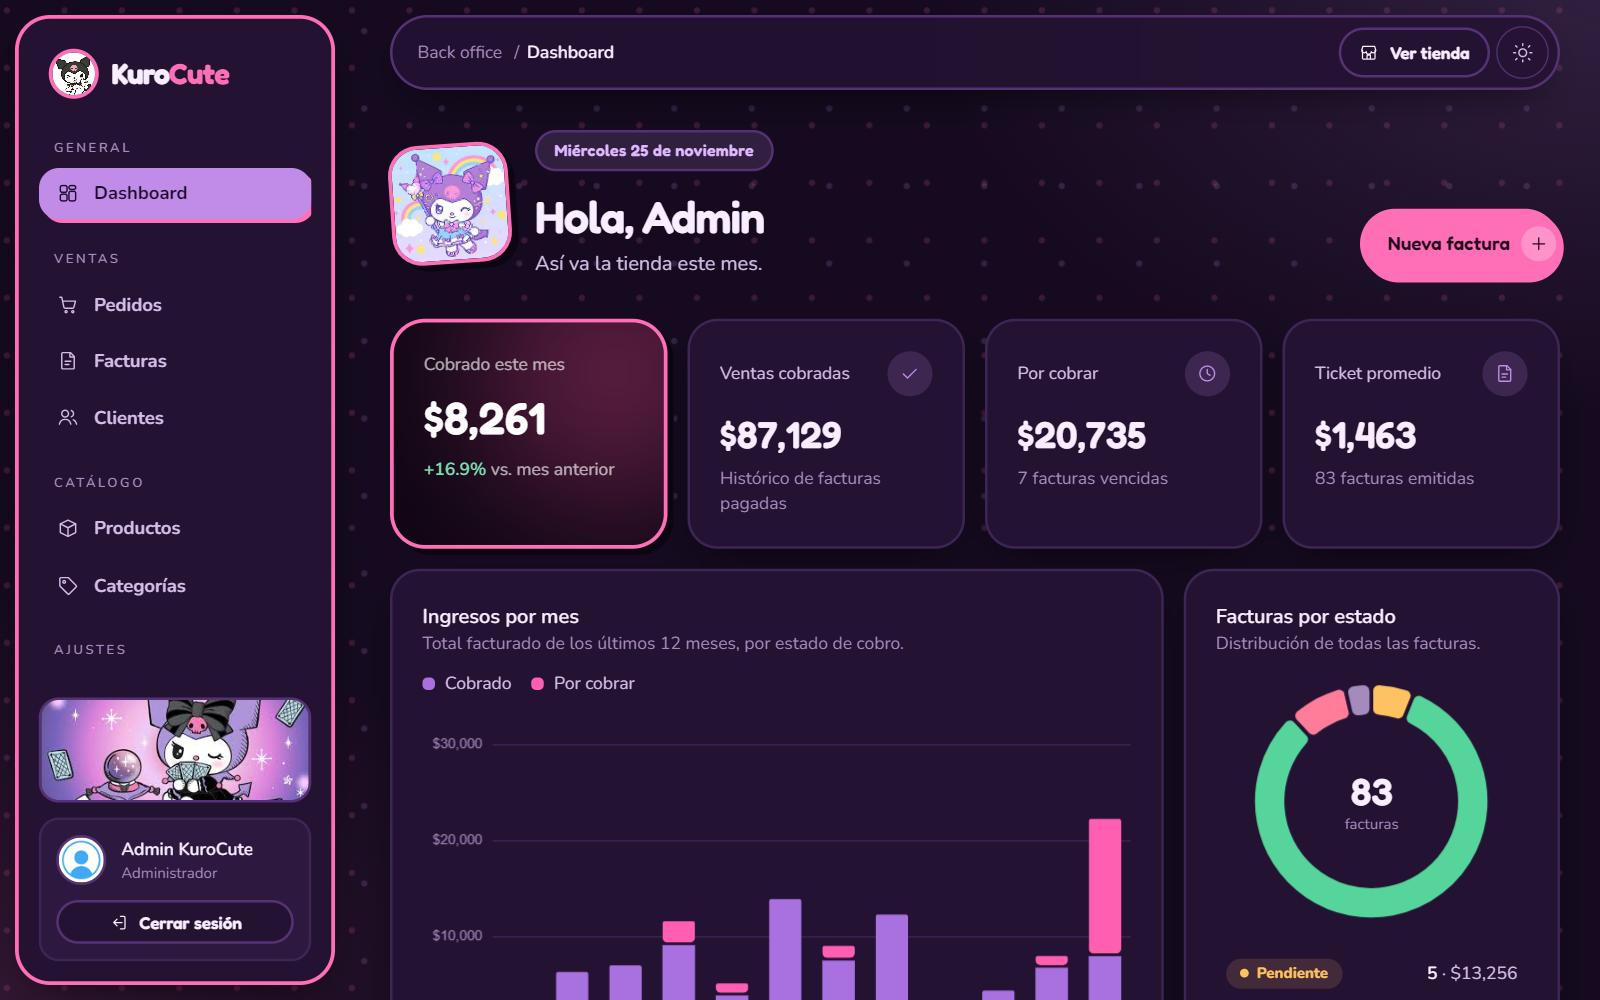 KuroCute
GENERAL
Dashboard
VENTAS
Pedidos
Facturas
Clientes
CATÁLOGO
Productos
Categorías
AJUSTES
Admin KuroCute
Administrador
Cerrar sesión
Back office / Dashboard
Ver tienda
Miércoles 25 de noviembre
Hola, Admin
Así va la tienda este mes.
Nueva factura
Cobrado este mes
$8,261
+16.9% vs. mes anterior
Ventas cobradas
$87,129
Histórico de facturas
pagadas
Por cobrar
$20,735
7 facturas vencidas
Ticket promedio
$1,463
83 facturas emitidas
Ingresos por mes
Total facturado de los últimos 12 meses, por estado de cobro.
Cobrado
Por cobrar
$30,000
$20,000
$10,000
Facturas por estado
Distribución de todas las facturas.
83
facturas
Pendiente
5 · $13,256